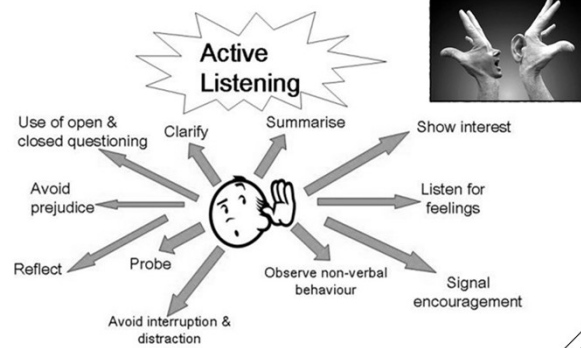 Active
Listening
Use of open &
closed questioning
Clarify
Summarise
Show interest
Avoid
prejudice
Listen for
feelings
Reflect
Probe
Observe non-verbal
behaviour
Signal
encouragement
Avoid interruption &
distraction